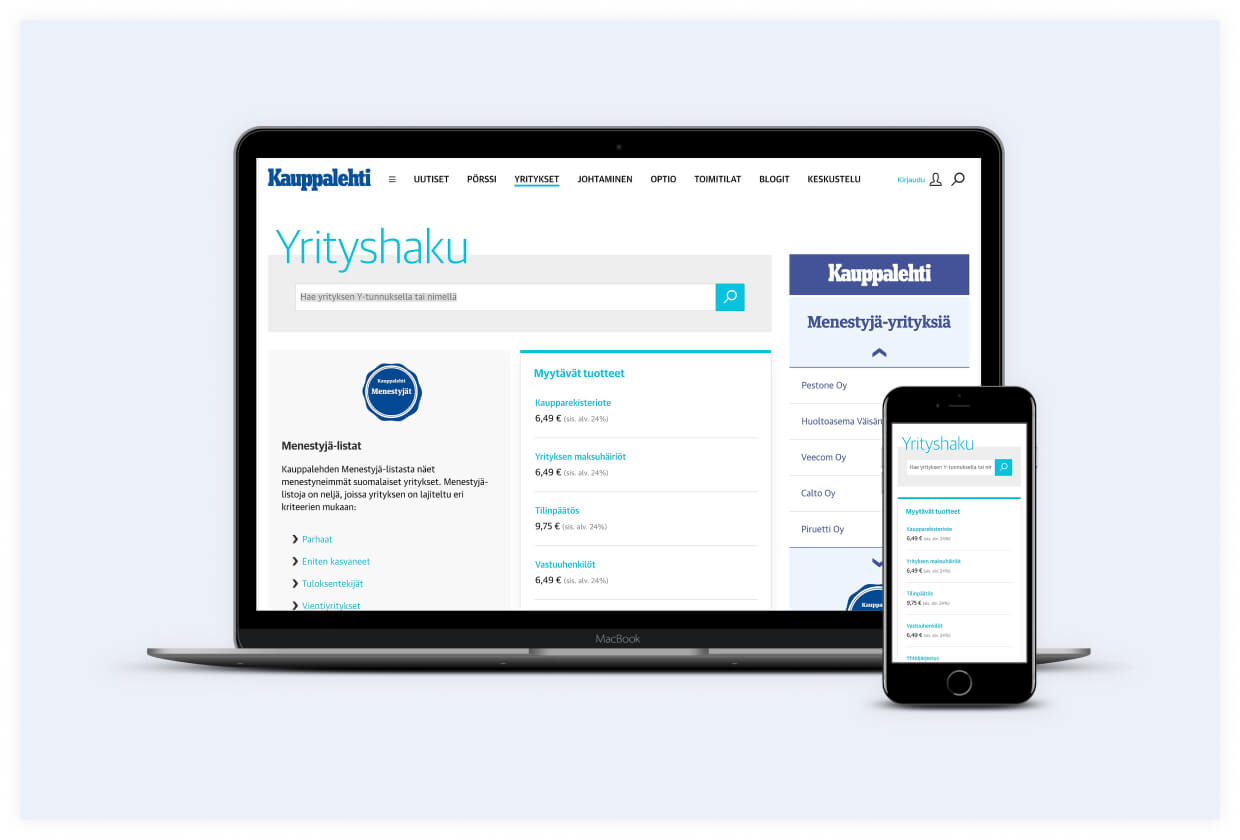 Kauppalehti
UUTISET PÖRSSI YRITYKSET JOHTAMINEN OPTIO TOIMITILAT BLOGIT KESKUSTELU
Kirjaudu
Yrityshaku
Hae yrityksen Y-tunnuksella tai nimellä
Kauppalehti
Menestyjät
Menestyjä-listat
Kauppalehden Menestyjä-listasta näet
menestyneimmät suomalaiset yritykset. Menestyjä-
listoja on neljä, joissa yrityksen on lajiteltu eri
kriteerien mukaan:
Parhaat
Eniten kasvaneet
Tuloksentekijät
Vientiyritykset
Myytävät tuotteet
Kaupparekisteriote
6,49 € (sis. alv. 24%)
Yrityksen maksuhäiriöt
6,49 € (sis. alv. 24%)
Tilinpäätös
9,75 € (sis. alv. 24%)
Vastuuhenkilöt
6,49 € (sis. alv. 24%)
Kauppalehti
Menestyjä-yrityksiä
Pestone Oy
Huoltoasema Väisän
Veecom Oy
Calto Oy
Piruetti Oy
Kauppa
MacBook
Yrityshaku
Hae yrityksen Y-tunnuksella tai nir
Myytävät tuotteet
Kaupparekisteriote
6,49 € (sis. alv. 24%)
Yrityksen maksuhäiriöt
6,49 € (sis. alv. 24%)
Tilinpäätös
9,75 € (sis. alv. 24%)
Vastuuhenkilöt
6,49 € (sis. alv. 24%)
Yhtiöjärjestys